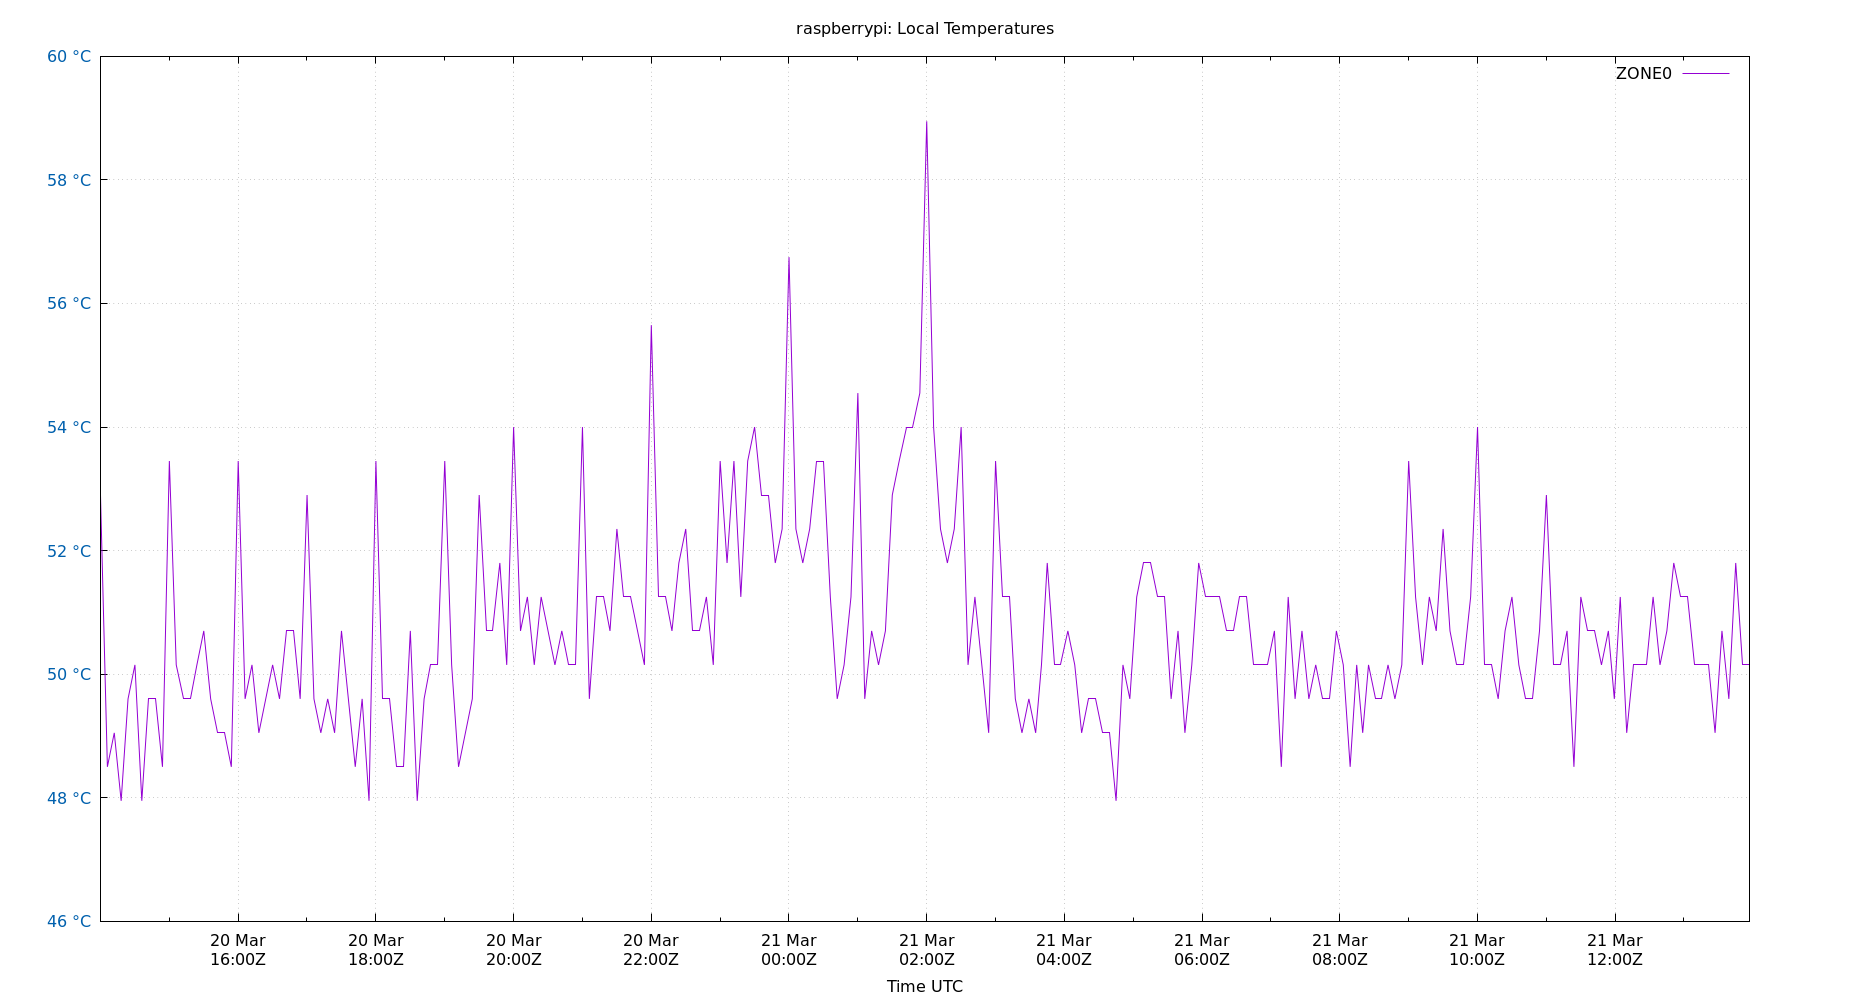 raspberrypi: Local Temperatures
60 °C
ZONE0
58 °C
56 °C
54 °C
52 °C
50 °C
48 °C
46 °C
20 Mar
16:00Z
20 Mar
18:00Z
20 Mar
20:00Z
20 Mar
22:00Z
21 Mar
00:00Z
21 Mar
02:00Z
21 Mar
04:00Z
21 Mar
06:00Z
21 Mar
08:00Z
21 Mar
10:00Z
21 Mar
12:00Z
Time UTC